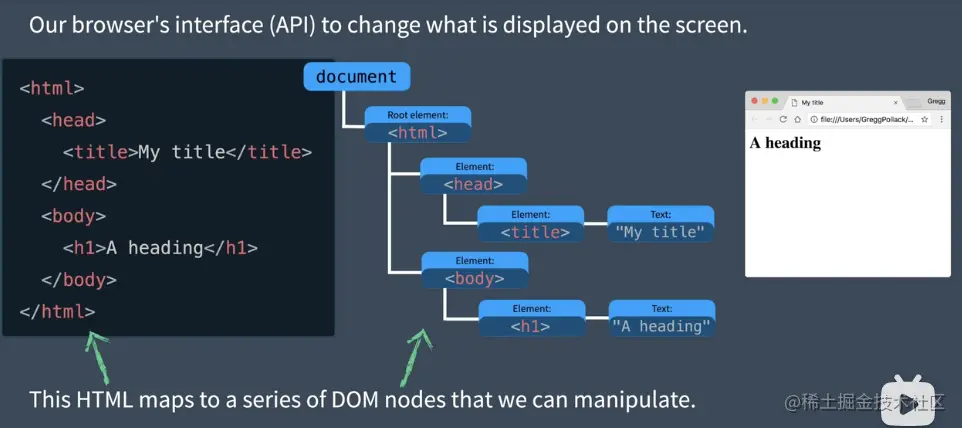 Our browser's interface (API) to change what is displayed on the screen.
<html>
<head>
<title>My title</title>
</head>
<body>
<h1>A heading</h1>
</body>
</html>
document
Root element:
<html>
Element:
<head>
Element:
<title>
Text:
"My title"
Element:
<body>
Element:
<h1>
Text:
"A heading"
My title
Gregg
file:///Users/GreggPollack/...
A heading
This HTML maps to a series of DOM nodes that we can manipulate.
@稀土掘金技术社区